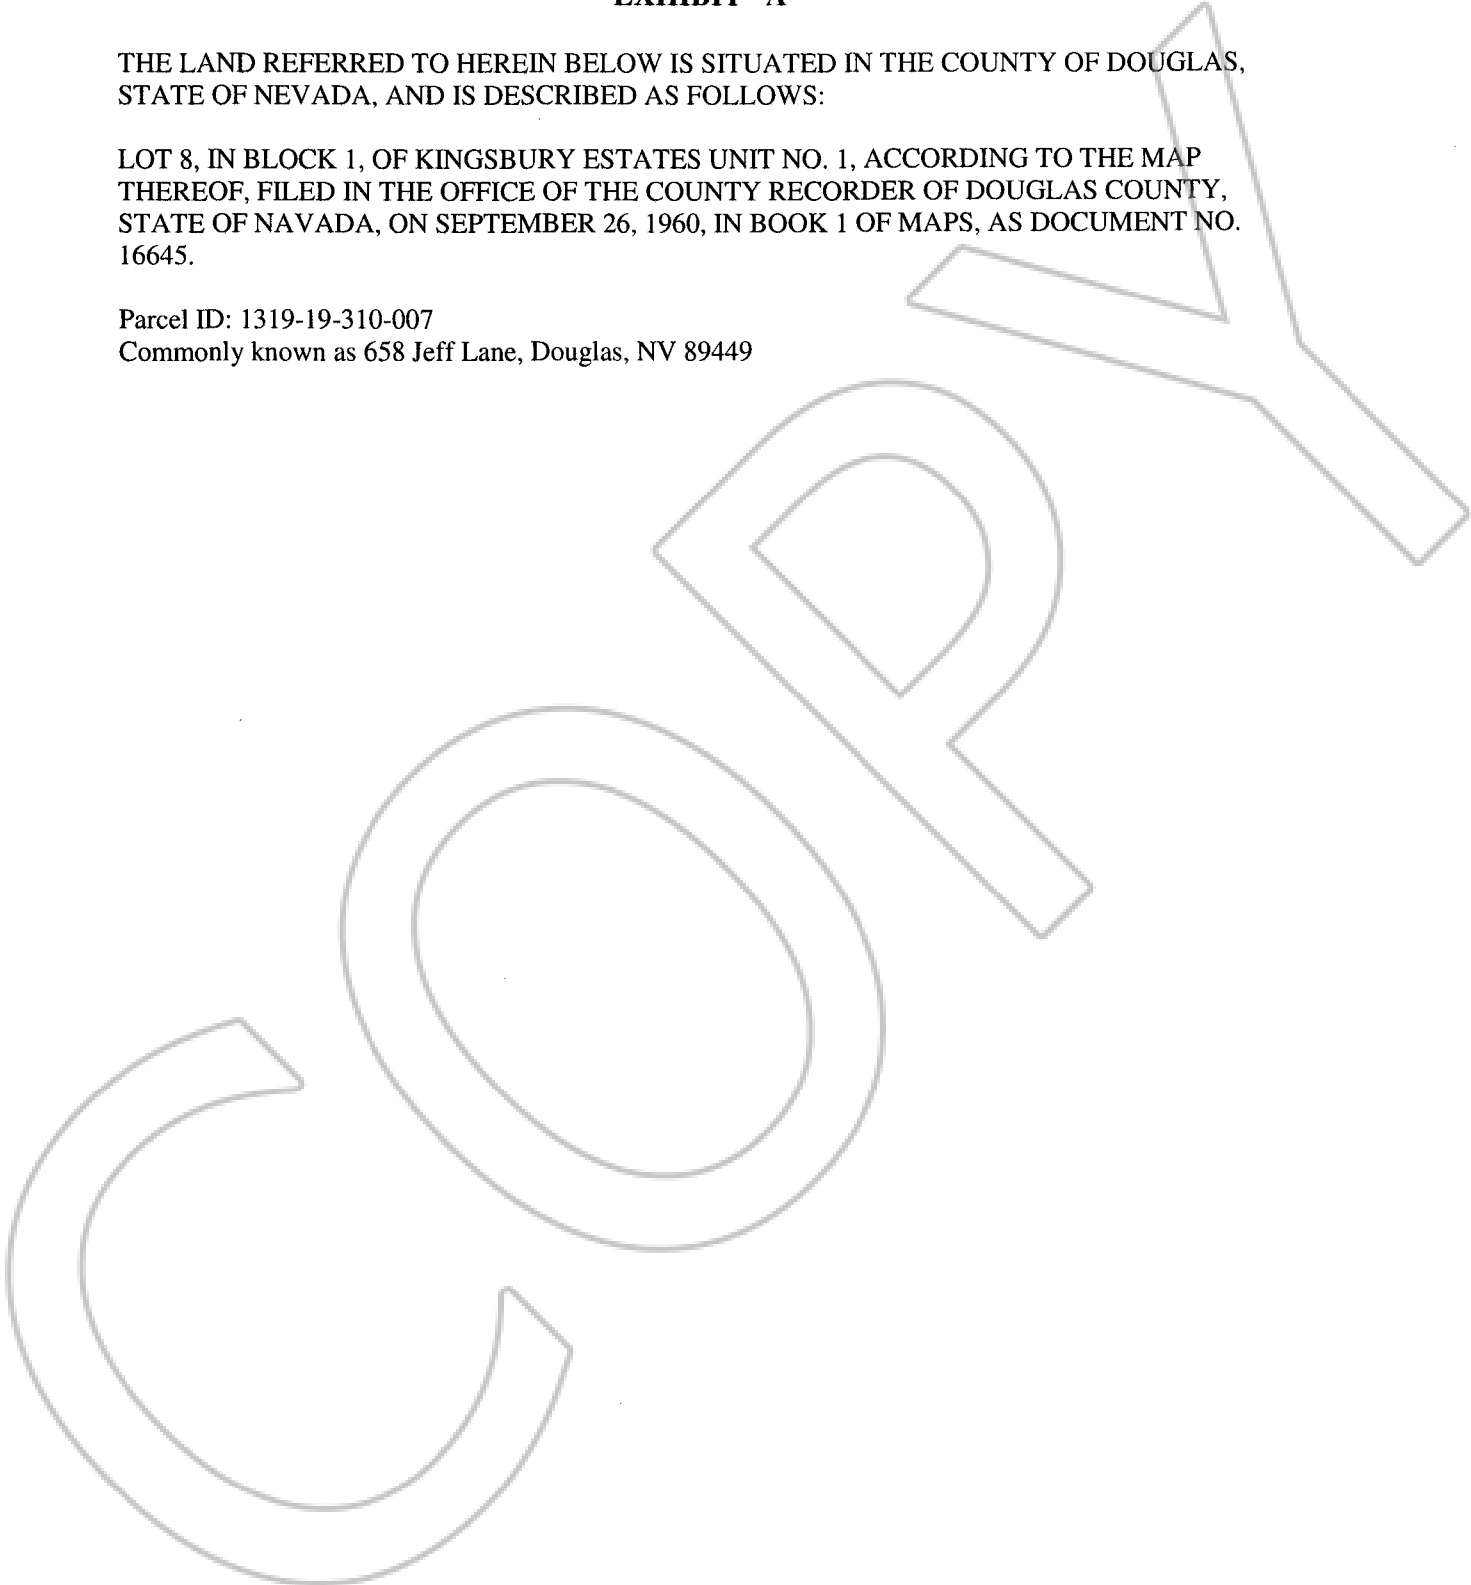 EXHIBIT "A"
THE LAND REFERRED TO HEREIN BELOW IS SITUATED IN THE COUNTY OF DOUGLAS,
STATE OF NEVADA, AND IS DESCRIBED AS FOLLOWS:
LOT 8, IN BLOCK 1, OF KINGSBURY ESTATES UNIT NO. 1, ACCORDING TO THE MAP
THEREOF, FILED IN THE OFFICE OF THE COUNTY RECORDER OF DOUGLAS COUNTY,
STATE OF NAVADA, ON SEPTEMBER 26, 1960, IN BOOK 1 OF MAPS, AS DOCUMENT NO.
16645.
Parcel ID: 1319-19-310-007
Commonly known as 658 Jeff Lane, Douglas, NV 89449
COPY